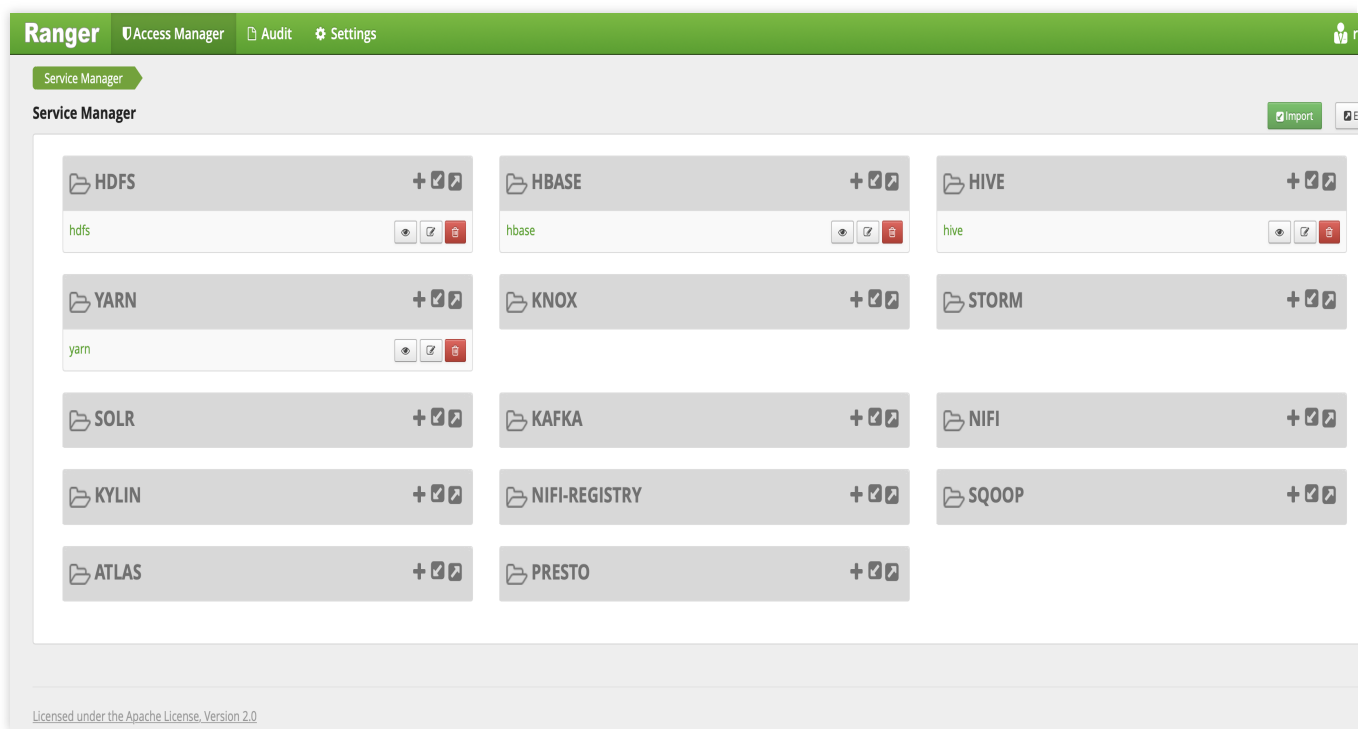 Ranger Access Manager Audit Settings
Service Manager
Service Manager
Import
HDFS HBASE HIVE
hdfs hbase hive
YARN KNOX STORM
yarn
SOLR KAFKA NIFI
KYLIN NIFI-REGISTRY SQOOP
ATLAS PRESTO
Licensed under the Apache License, Version 2.0